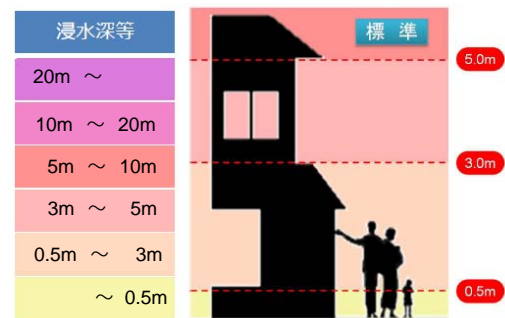 浸水深等
20m ～
10m ～ 20m
5m ～ 10m
3m ～ 5m
0.5m ～ 3m
～ 0.5m
標 準
5.0m
3.0m
0.5m